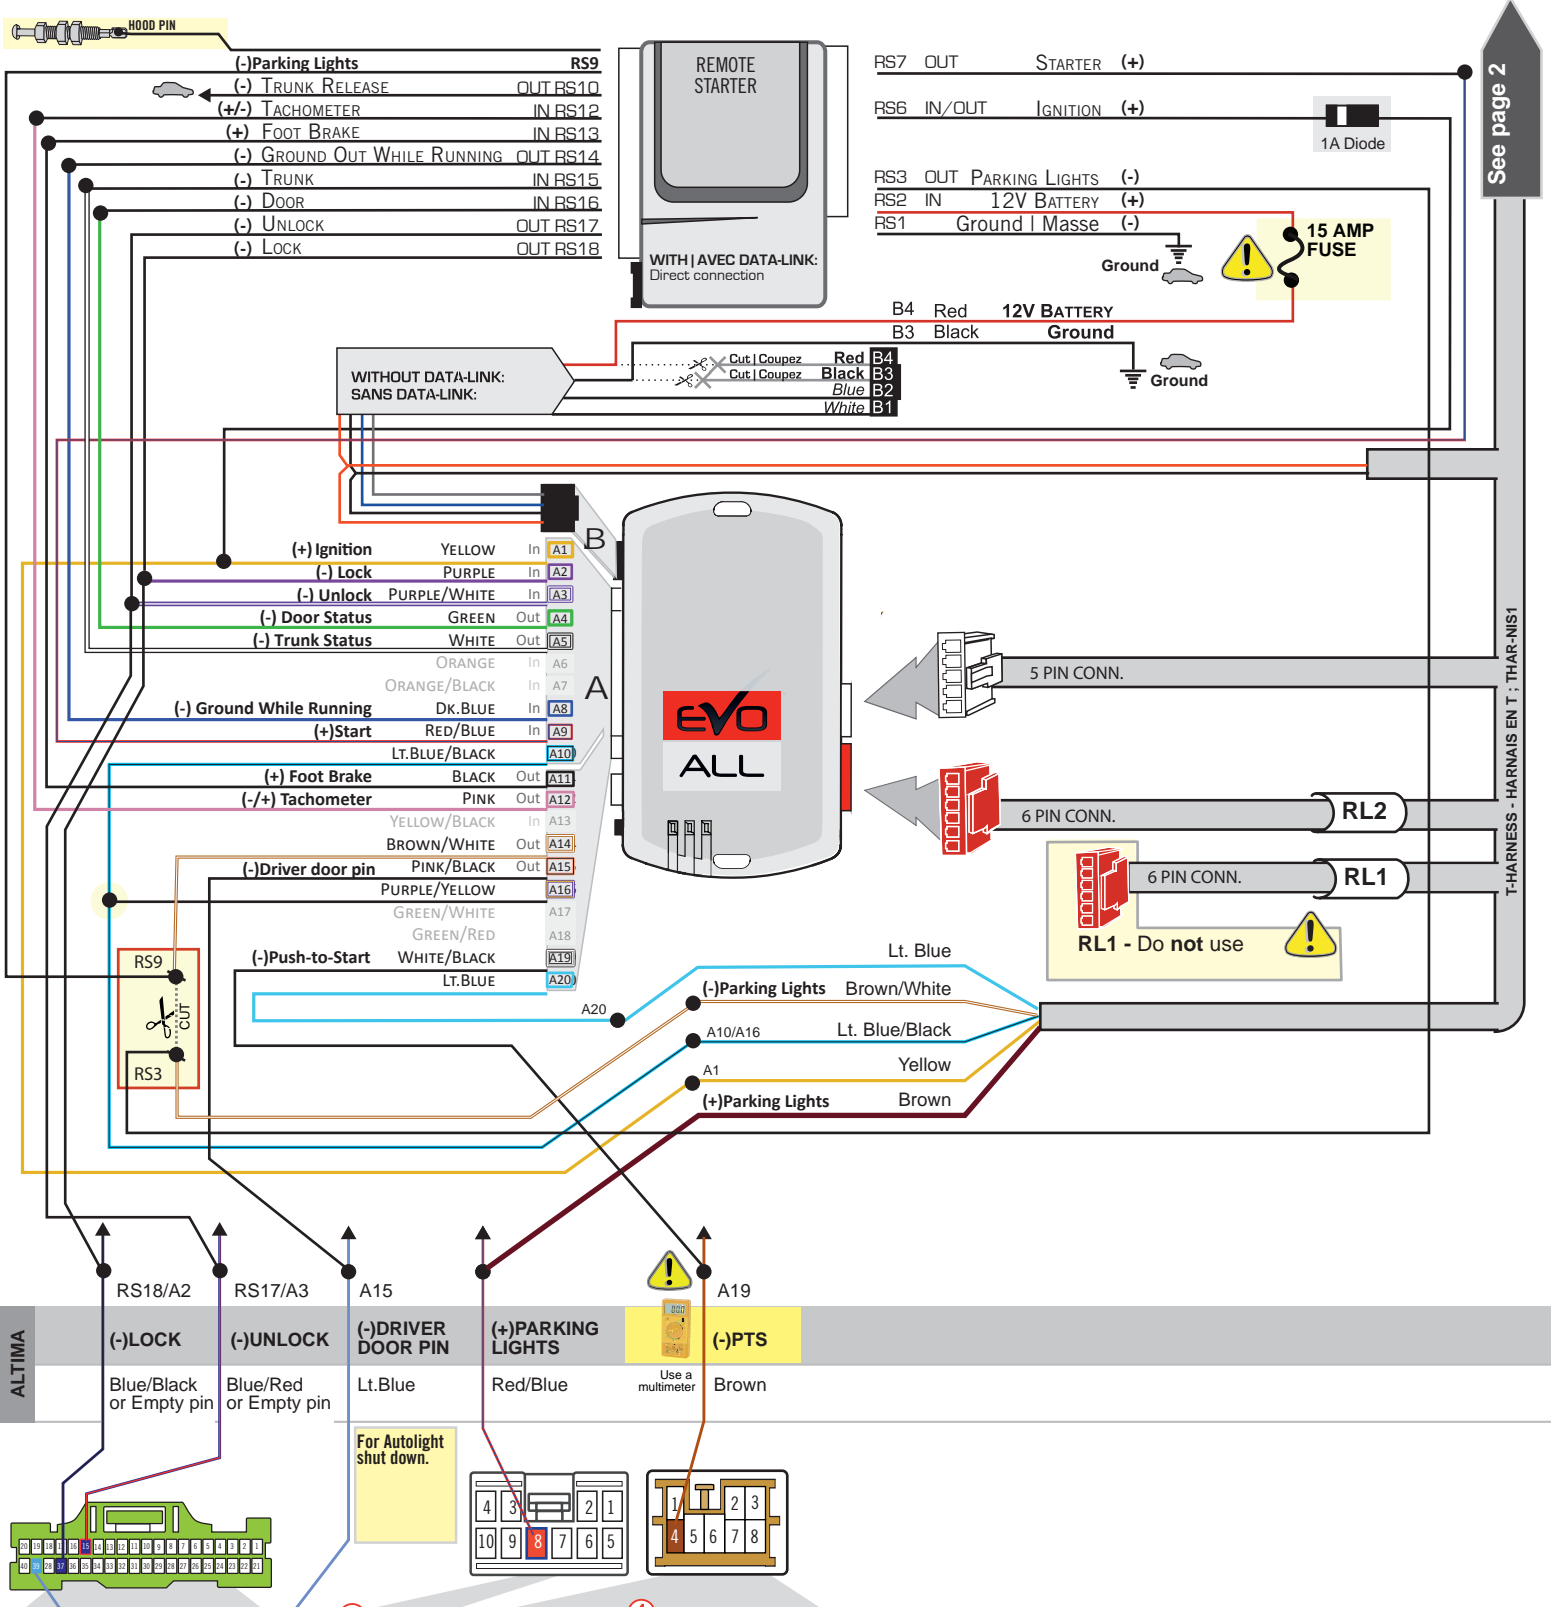 HOOD PIN
(-)Parking Lights RS9
(-) TRUNK RELEASE OUT RS10
(+/-) TACHOMETER IN RS12
(+) FOOT BRAKE IN RS13
(-) GROUND OUT WHILE RUNNING OUT RS14
(-) TRUNK IN RS15
(-) DOOR IN RS16
(-) UNLOCK OUT RS17
(-) LOCK OUT RS18
REMOTE
STARTER
WITH | AVEC DATA-LINK:
Direct connection
RS7 OUT STARTER (+)
RS6 IN/OUT IGNITION (+)
1A Diode
RS3 OUT PARKING LIGHTS (-)
RS2 IN 12V BATTERY (+)
RS1 Ground | Masse (-)
Ground
15 AMP
FUSE
See page 2
B4 Red 12V BATTERY
B3 Black Ground
Ground
WITHOUT DATA-LINK:
SANS DATA-LINK:
Cut | Coupez Red B4
Cut | Coupez Black B3
Blue B2
White B1
B
A
(+) Ignition YELLOW In A1
(-) Lock PURPLE In A2
(-) Unlock PURPLE/WHITE In A3
(-) Door Status GREEN Out A4
(-) Trunk Status WHITE Out A5
ORANGE In A6
ORANGE/BLACK In A7
(-) Ground While Running DK.BLUE In A8
(+)Start RED/BLUE In A9
LT.BLUE/BLACK A10
(+) Foot Brake BLACK Out A11
(-/+) Tachometer PINK Out A12
YELLOW/BLACK In A13
BROWN/WHITE Out A14
(-)Driver door pin PINK/BLACK Out A15
PURPLE/YELLOW A16
GREEN/WHITE A17
GREEN/RED A18
(-)Push-to-Start WHITE/BLACK A19
LT.BLUE A20
EVO
ALL
5 PIN CONN.
6 PIN CONN. RL2
6 PIN CONN. RL1
RL1 - Do not use
T-HARNESS - HARNAIS EN T ; THAR-NIS1
RS9
CUT
RS3
A20 Lt. Blue
(-)Parking Lights Brown/White
A10/A16 Lt. Blue/Black
A1 Yellow
(+)Parking Lights Brown
RS18/A2
RS17/A3
A15
A19
ALTIMA
(-)LOCK
(-)UNLOCK
(-)DRIVER
DOOR PIN
(+)PARKING
LIGHTS
(-)PTS
Blue/Black
or Empty pin
Blue/Red
or Empty pin
Lt.Blue
Red/Blue
Use a
multimeter
Brown
For Autolight
shut down.
4 3 2 1
10 9 8 7 6 5
1 2 3
4 5 6 7 8